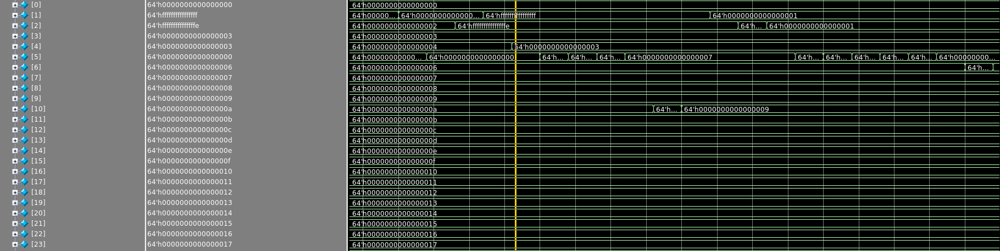 [0] 64'h0000000000000000 64'h0000000000000000
[1] 64'hffffffffffffffff 64'h00000... 64'h0000000000000... 64'hffffffffffffffff 64'h0000000000000001
[2] 64'hfffffffffffffffe 64'h0000000000000002 64'hfffffffffffffffe 64'h... 64'h0000000000000001
[3] 64'h0000000000000003 64'h0000000000000003
[4] 64'h0000000000000003 64'h0000000000000004 64'h0000000000000003
[5] 64'h0000000000000000 64'h00000000000... 64'h0000000000000000 64'h... 64'h... 64'h... 64'h0000000000000007 64'h... 64'h... 64'h... 64'h... 64'h... 64'h00000000...
[6] 64'h0000000000000006 64'h0000000000000006 64'h...
[7] 64'h0000000000000007 64'h0000000000000007
[8] 64'h0000000000000008 64'h0000000000000008
[9] 64'h0000000000000009 64'h0000000000000009
[10] 64'h000000000000000a 64'h000000000000000a 64'h... 64'h0000000000000009
[11] 64'h000000000000000b 64'h000000000000000b
[12] 64'h000000000000000c 64'h000000000000000c
[13] 64'h000000000000000d 64'h000000000000000d
[14] 64'h000000000000000e 64'h000000000000000e
[15] 64'h000000000000000f 64'h000000000000000f
[16] 64'h0000000000000010 64'h0000000000000010
[17] 64'h0000000000000011 64'h0000000000000011
[18] 64'h0000000000000012 64'h0000000000000012
[19] 64'h0000000000000013 64'h0000000000000013
[20] 64'h0000000000000014 64'h0000000000000014
[21] 64'h0000000000000015 64'h0000000000000015
[22] 64'h0000000000000016 64'h0000000000000016
[23] 64'h0000000000000017 64'h0000000000000017